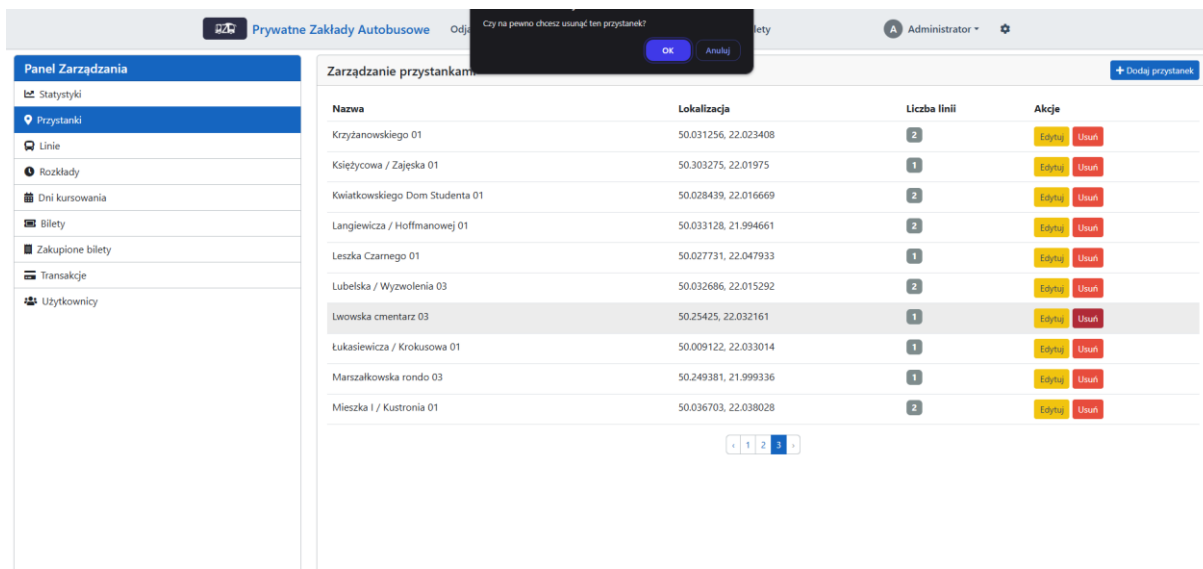 PZA Prywatne Zakłady Autobusowe
Czy na pewno chcesz usunąć ten przystanek?
OK Anuluj
A Administrator
Panel Zarządzania
Statystyki
Przystanki
Linie
Rozkłady
Dni kursowania
Bilety
Zakupione bilety
Transakcje
Użytkownicy
+ Dodaj przystanek
Nazwa Lokalizacja Liczba linii Akcje
Krzyżanowskiego 01 50.031256, 22.023408 2 Edytuj Usuń
Księżycowa / Zajęska 01 50.303275, 22.01975 1 Edytuj Usuń
Kwiatkowskiego Dom Studenta 01 50.028439, 22.016669 2 Edytuj Usuń
Langiewicza / Hoffmanowej 01 50.033128, 21.994661 2 Edytuj Usuń
Leszka Czarnego 01 50.027731, 22.047933 1 Edytuj Usuń
Lubelska / Wyzwolenia 03 50.032686, 22.015292 2 Edytuj Usuń
Lwowska cmentarz 03 50.25425, 22.032161 1 Edytuj Usuń
Łukasiewicza / Krokusowa 01 50.009122, 22.033014 1 Edytuj Usuń
Marszałkowska rondo 03 50.249381, 21.999336 1 Edytuj Usuń
Mieszka I / Kustronia 01 50.036703, 22.038028 2 Edytuj Usuń
‹ 1 2 3 ›